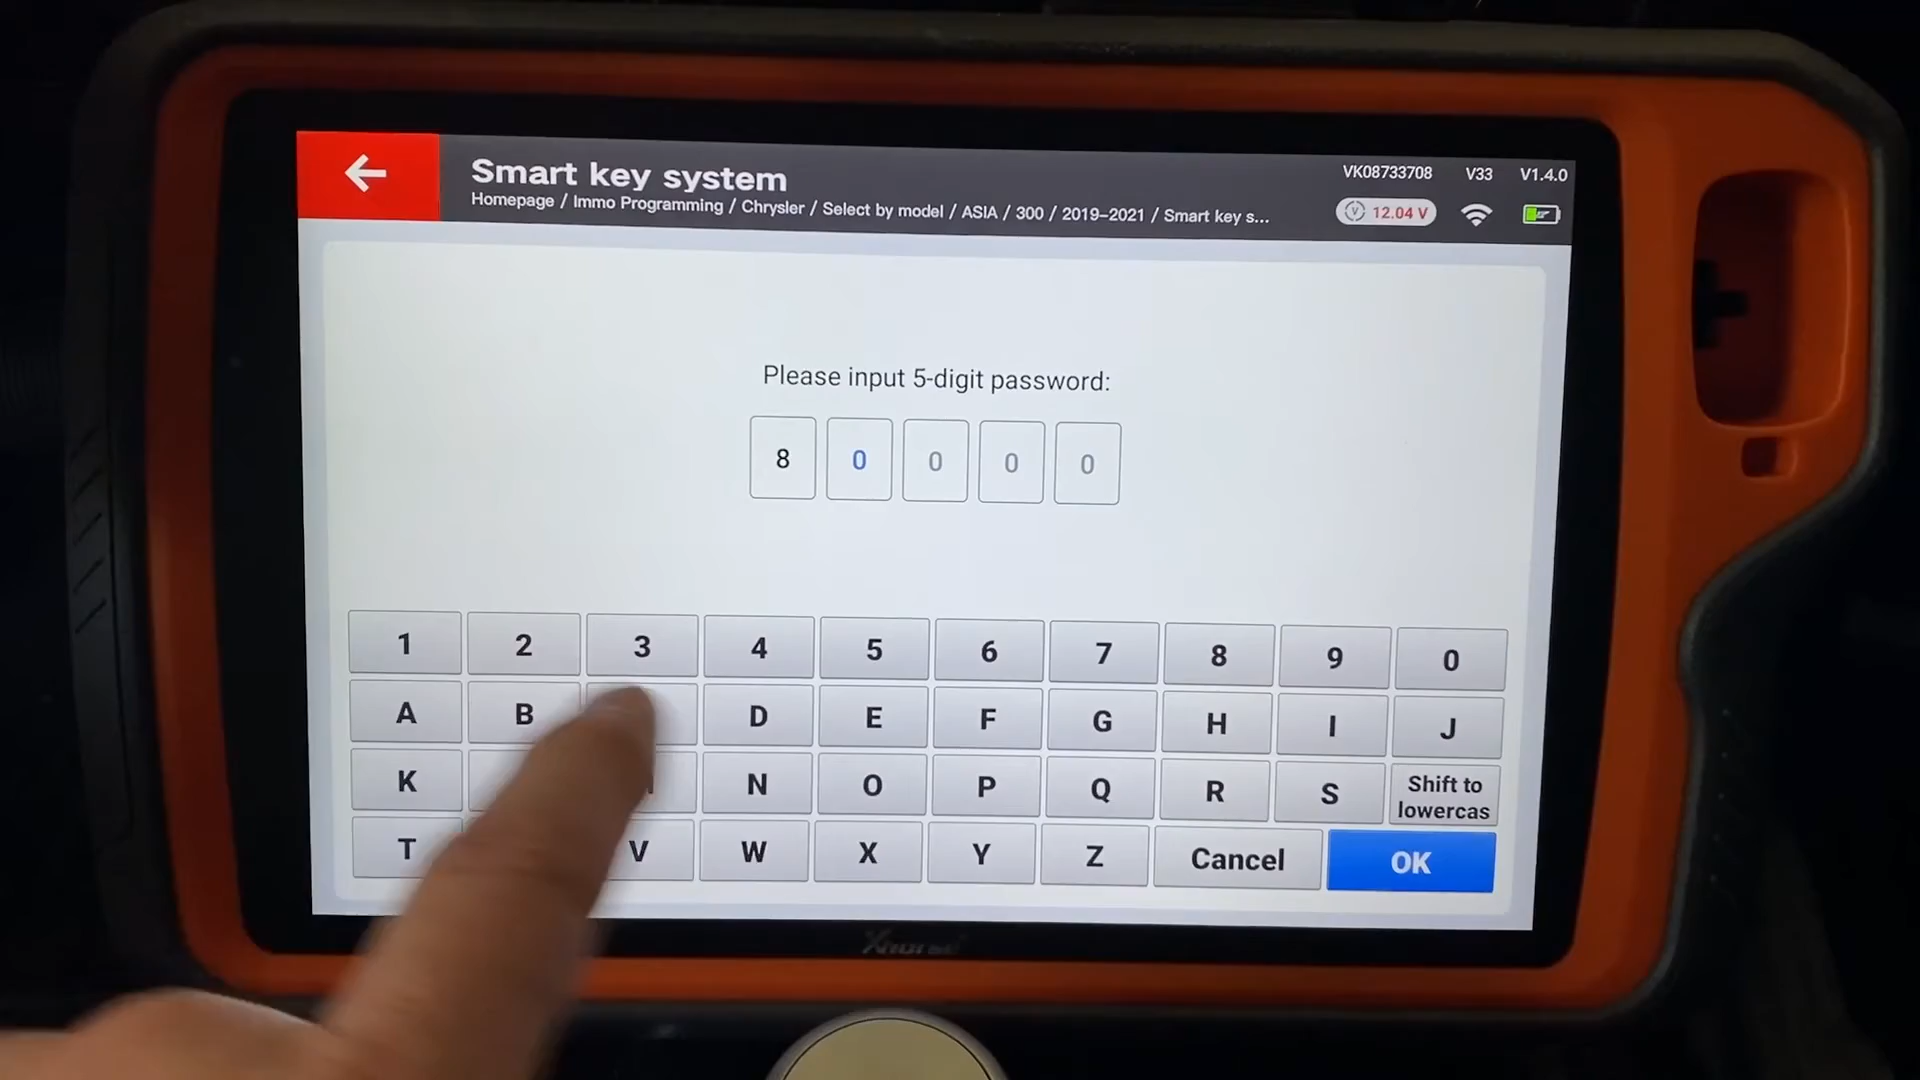 Smart key system
VK08733708 V33 V1.4.0
Homepage / Immo Programming / Chrysler / Select by model / ASIA / 300 / 2019-2021 / Smart key s...
12.04 V
Please input 5-digit password:
8 0 0 0 0
1 2 3 4 5 6 7 8 9 0
A B D E F G H I J
K N O P Q R S Shift to
lowercas
T V W X Y Z Cancel OK